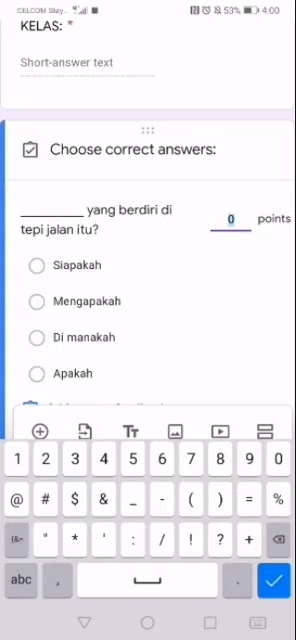 CELCOM Stay.. 53% 4:00
KELAS: *
Short-answer text
Choose correct answers:
________ yang berdiri di
tepi jalan itu?
0 points
Siapakah
Mengapakah
Di manakah
Apakah
1 2 3 4 5 6 7 8 9 0
@ # $ & _ - ( ) = %
" * ' : / ! ? +
abc , .